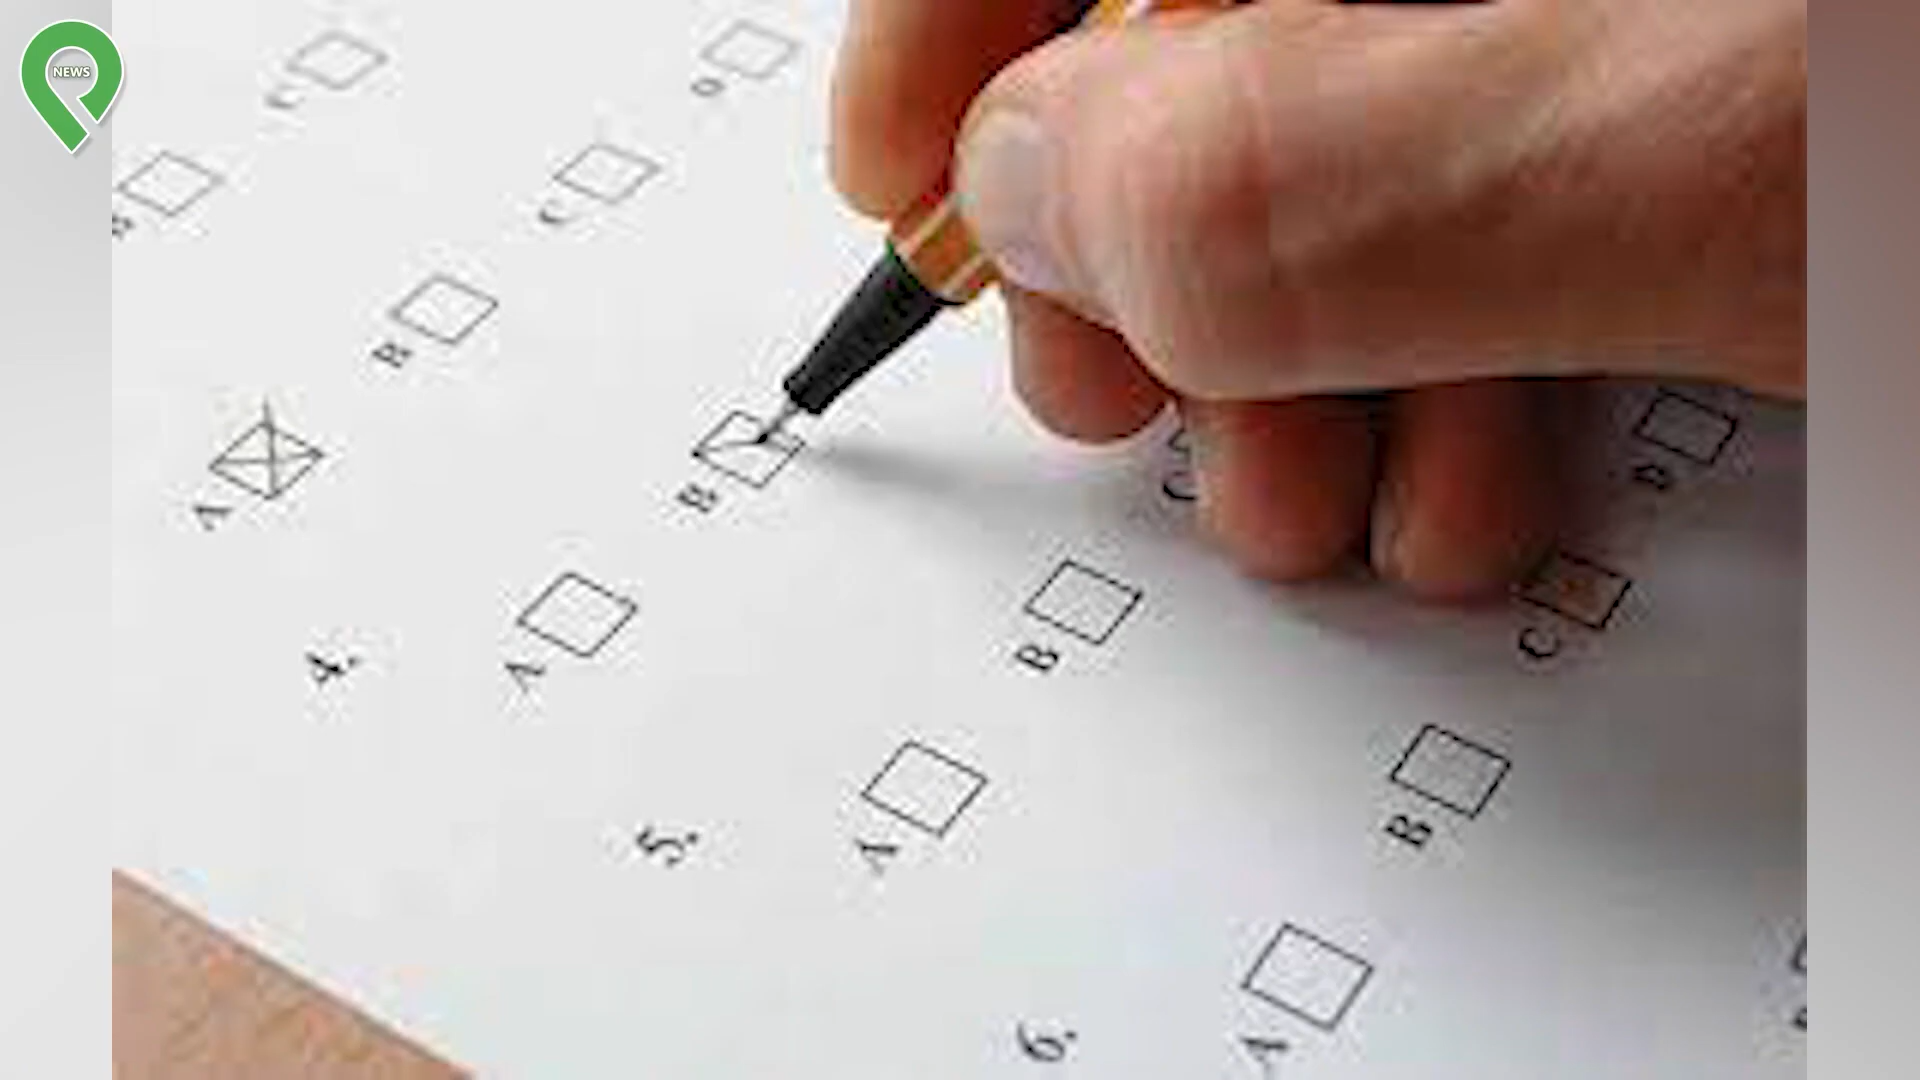 B C
A B C D
4. A B
5. A B C
6. A B C D
NEWS